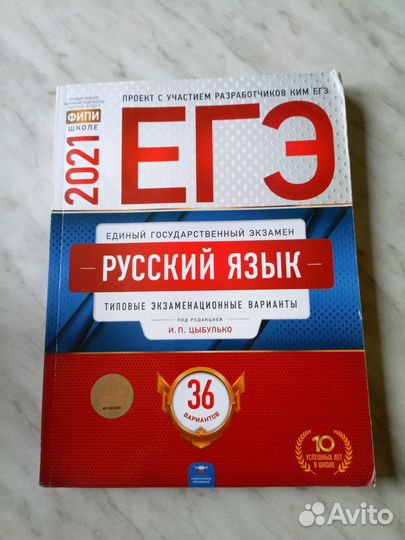 ПРОЕКТ С УЧАСТИЕМ РАЗРАБОТЧИКОВ КИМ ЕГЭ
ФИПИ
ШКОЛЕ
2021
ЕГЭ
ЕДИНЫЙ ГОСУДАРСТВЕННЫЙ ЭКЗАМЕН
РУССКИЙ ЯЗЫК
ТИПОВЫЕ ЭКЗАМЕНАЦИОННЫЕ ВАРИАНТЫ
ПОД РЕДАКЦИЕЙ
И. П. ЦЫБУЛЬКО
36
ВАРИАНТОВ
10
УСПЕШНЫХ ЛЕТ
В ШКОЛЕ
Avito